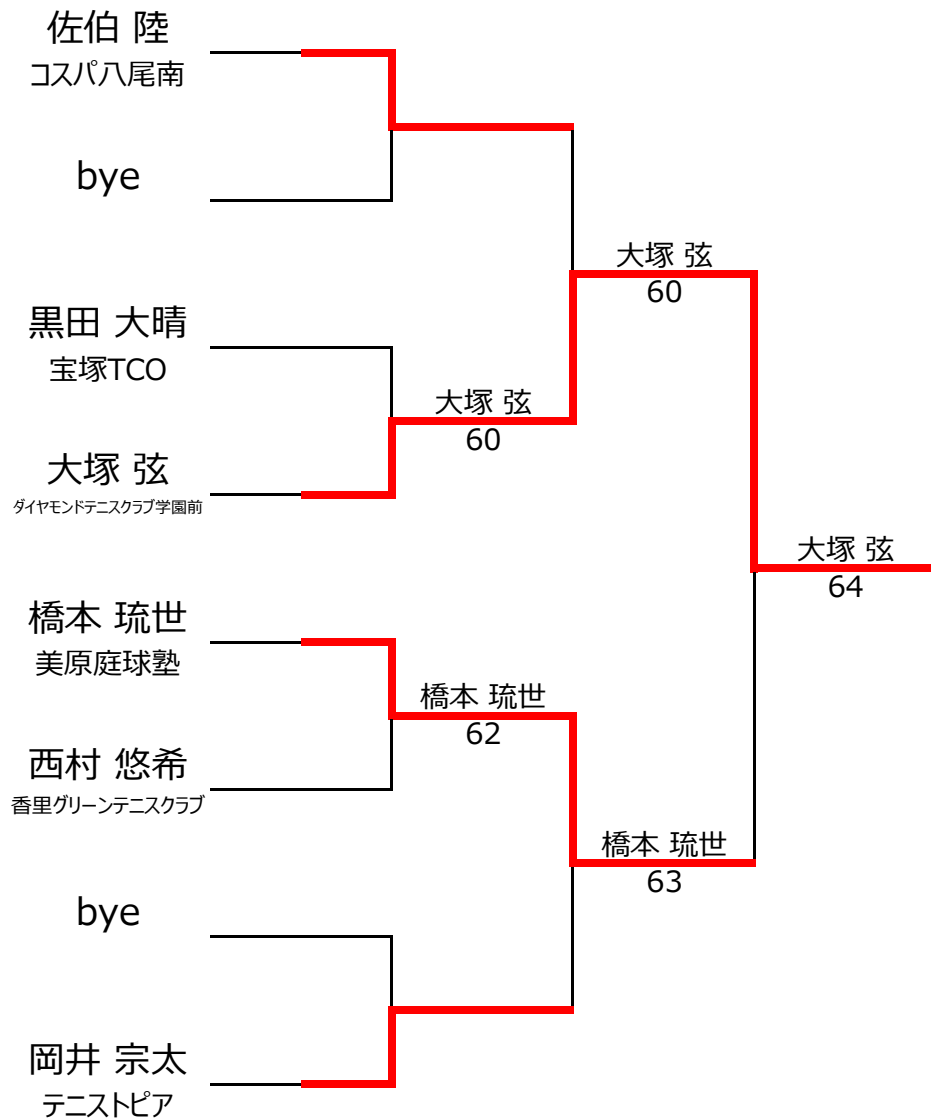 佐伯 陸
コスパ八尾南
bye
黒田 大晴
宝塚TCO
大塚 弦
ダイヤモンドテニスクラブ学園前
橋本 琉世
美原庭球塾
西村 悠希
香里グリーンテニスクラブ
bye
岡井 宗太
テニストピア
大塚 弦
60
橋本 琉世
62
大塚 弦
60
橋本 琉世
63
大塚 弦
64